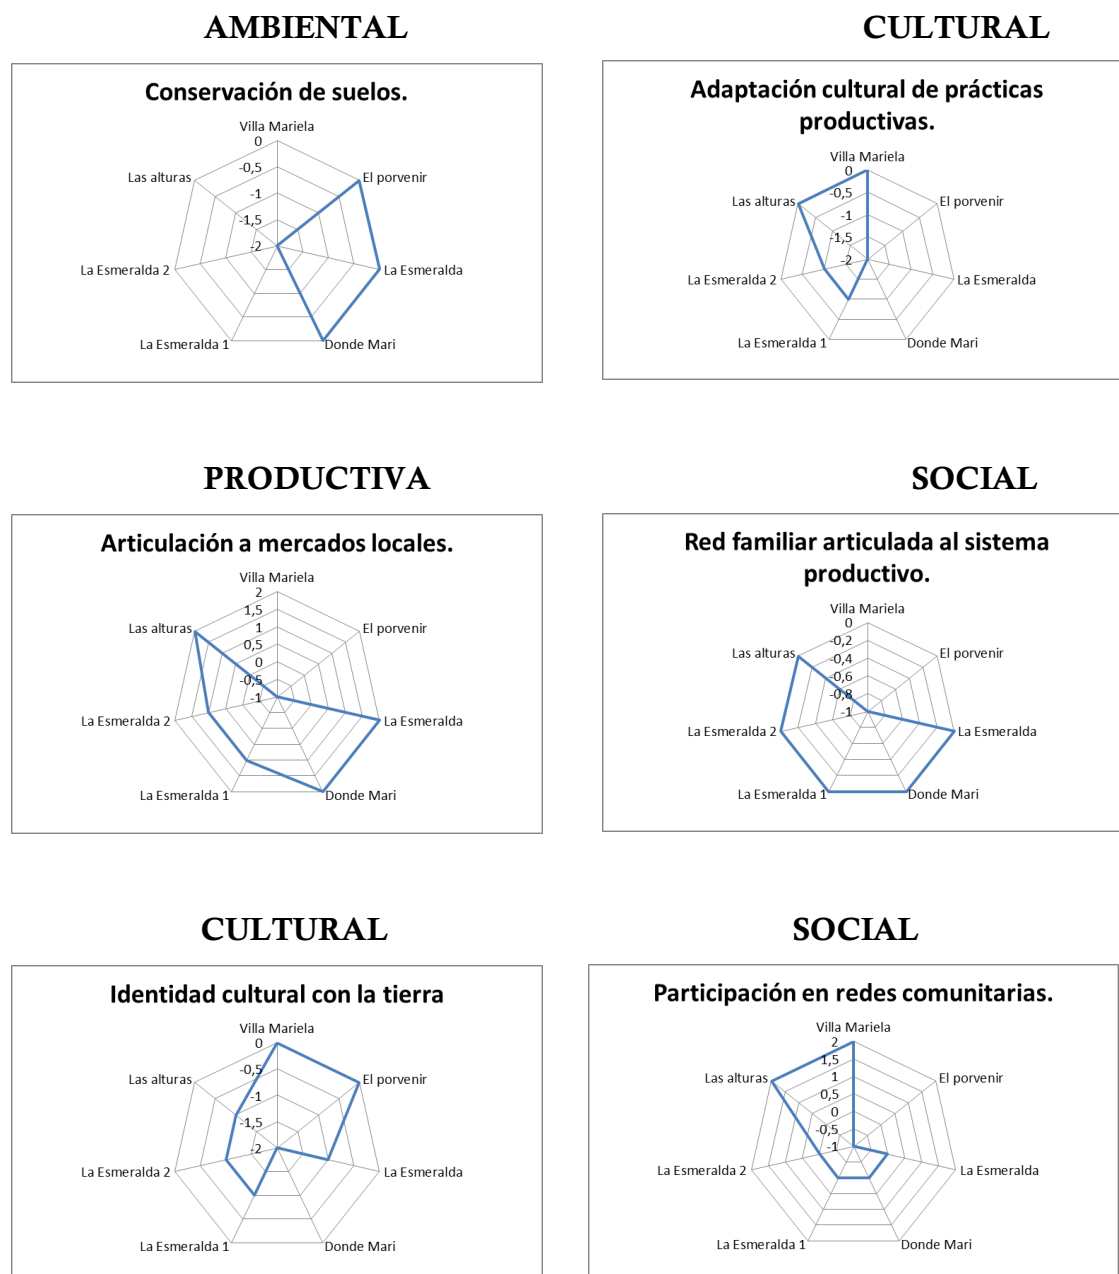 AMBIENTAL
CULTURAL
Conservación de suelos.
Villa Mariela
0
-0,5
-1
-1,5
-2
El porvenir
La Esmeralda
Donde Mari
La Esmeralda 1
La Esmeralda 2
Las alturas
Adaptación cultural de prácticas
productivas.
Villa Mariela
0
-0,5
-1
-1,5
-2
El porvenir
La Esmeralda
Donde Mari
La Esmeralda 1
La Esmeralda 2
Las alturas
PRODUCTIVA
SOCIAL
Articulación a mercados locales.
Villa Mariela
2
1,5
1
0,5
0
-0,5
-1
El porvenir
La Esmeralda
Donde Mari
La Esmeralda 1
La Esmeralda 2
Las alturas
Red familiar articulada al sistema
productivo.
Villa Mariela
0
-0,2
-0,4
-0,6
-0,8
-1
El porvenir
La Esmeralda
Donde Mari
La Esmeralda 1
La Esmeralda 2
Las alturas
CULTURAL
SOCIAL
Identidad cultural con la tierra
Villa Mariela
0
-0,5
-1
-1,5
-2
El porvenir
La Esmeralda
Donde Mari
La Esmeralda 1
La Esmeralda 2
Las alturas
Participación en redes comunitarias.
Villa Mariela
2
1,5
1
0,5
0
-0,5
-1
El porvenir
La Esmeralda
Donde Mari
La Esmeralda 1
La Esmeralda 2
Las alturas